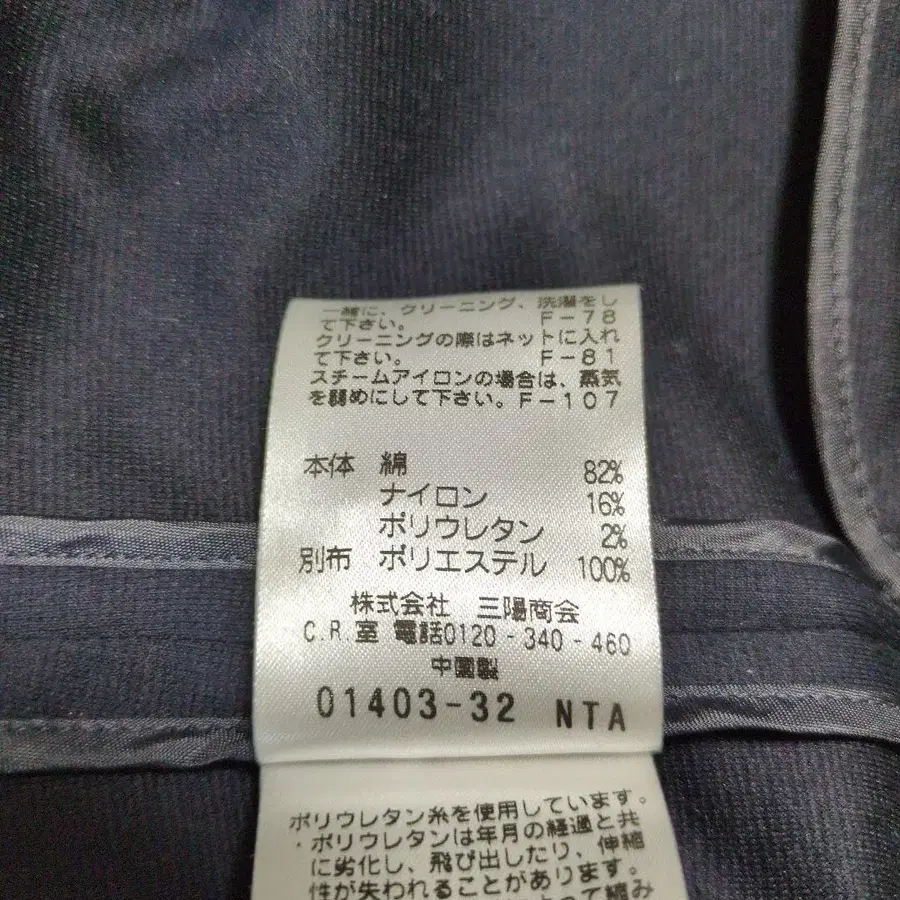 一緒に、クリーニング、洗濯をし
て下さい。 F-78
クリーニングの際はネットに入れ
て下さい。 F-81
スチームアイロンの場合は、蒸気
を弱めにして下さい。F-107
本体 綿 82%
ナイロン 16%
ポリウレタン 2%
別布 ポリエステル 100%
株式会社 三陽商会
C.R.室 電話0120-340-460
中国製
01403-32 NTA
ポリウレタン糸を使用しています。
・ポリウレタンは年月の経過と共
に劣化し、飛び出したり、伸縮
性が失われることがあります。
よって縮み